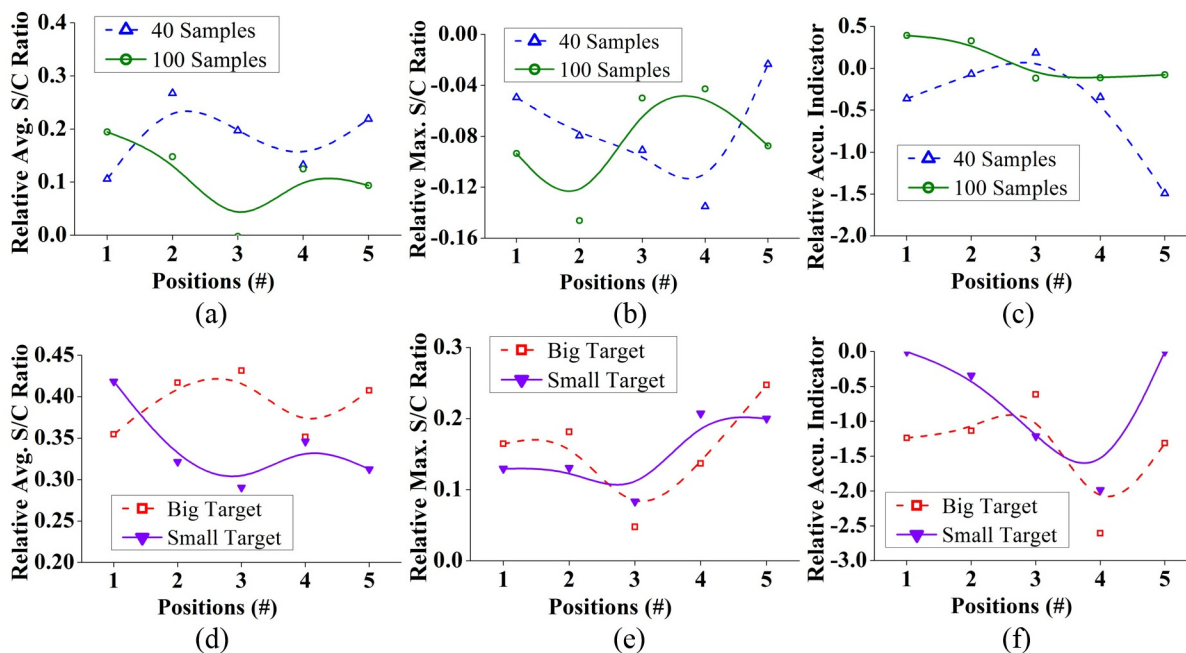 Relative Avg. S/C Ratio
0.4
0.3
0.2
0.1
0.0
40 Samples
100 Samples
1 2 3 4 5
Positions (#)
(a)
Relative Max. S/C Ratio
0.00
-0.04
-0.08
-0.12
-0.16
40 Samples
100 Samples
1 2 3 4 5
Positions (#)
(b)
Relative Accu. Indicator
0.5
0.0
-0.5
-1.0
-1.5
-2.0
40 Samples
100 Samples
1 2 3 4 5
Positions (#)
(c)
Relative Avg. S/C Ratio
0.45
0.40
0.35
0.30
0.25
0.20
Big Target
Small Target
1 2 3 4 5
Positions (#)
(d)
Relative Max. S/C Ratio
0.3
0.2
0.1
0.0
Big Target
Small Target
1 2 3 4 5
Positions (#)
(e)
Relative Accu. Indicator
0.0
-0.5
-1.0
-1.5
-2.0
-2.5
-3.0
Big Target
Small Target
1 2 3 4 5
Positions (#)
(f)